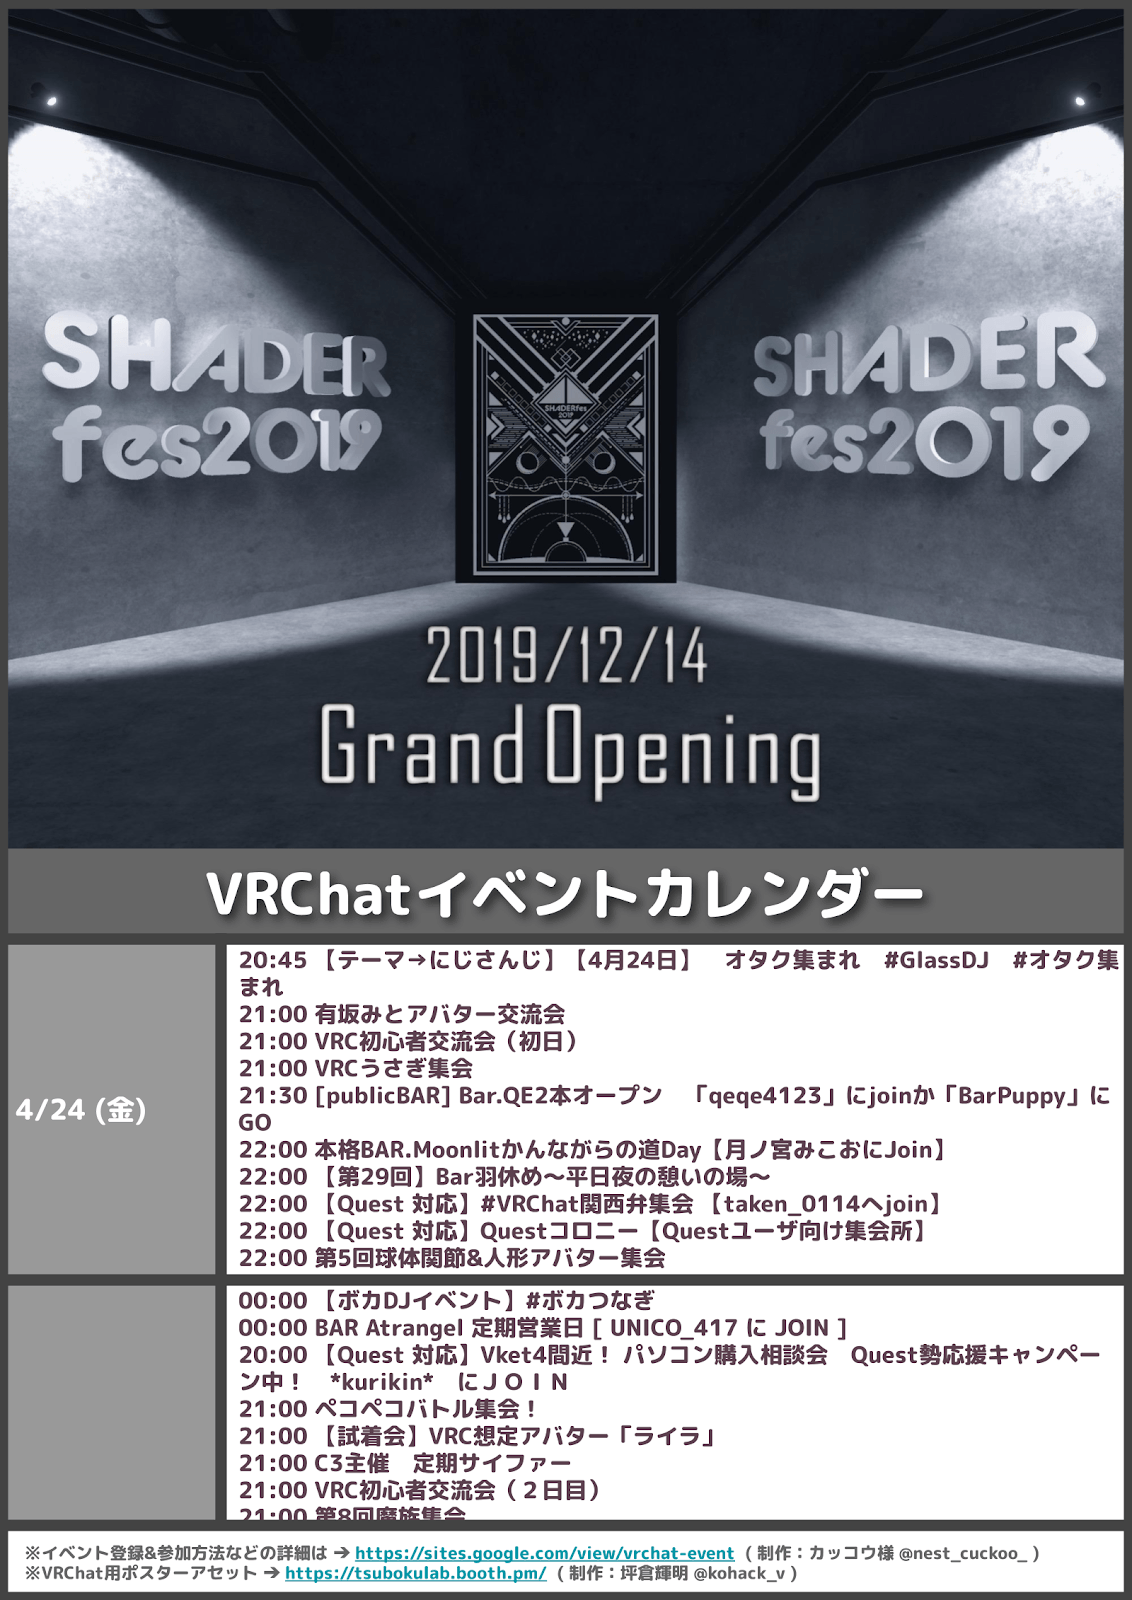 SHADER
fes2019
SHADER
fes2019
SHADERfes
2019
2019/12/14
Grand Opening
VRChatイベントカレンダー
4/24 (金)
20:45 【テーマ→にじさんじ】【4月24日】　オタク集まれ　#GlassDJ　#オタク集
まれ
21:00 有坂みとアバター交流会
21:00 VRC初心者交流会（初日）
21:00 VRCうさぎ集会
21:30 [publicBAR] Bar.QE2本オープン　「qeqe4123」にjoinか「BarPuppy」に
GO
22:00 本格BAR.Moonlitかんながらの道Day【月ノ宮みこおにJoin】
22:00 【第29回】Bar羽休め～平日夜の憩いの場～
22:00 【Quest 対応】#VRChat関西弁集会 【taken_0114へjoin】
22:00 【Quest 対応】Questコロニー【Questユーザ向け集会所】
22:00 第5回球体関節&人形アバター集会
00:00 【ボカDJイベント】#ボカつなぎ
00:00 BAR Atrangel 定期営業日 [ UNICO_417 に JOIN ]
20:00 【Quest 対応】Vket4間近！ パソコン購入相談会　Quest勢応援キャンペー
ン中！　*kurikin*　にＪＯＩＮ
21:00 ペコペコバトル集会！
21:00 【試着会】VRC想定アバター「ライラ」
21:00 C3主催　定期サイファー
21:00 VRC初心者交流会（２日目）
21:00 第8回魔族集会
※イベント登録&参加方法などの詳細は ➔ https://sites.google.com/view/vrchat-event （ 制作：カッコウ様 @nest_cuckoo_ ）
※VRChat用ポスターアセット ➔ https://tsubokulab.booth.pm/ （ 制作：坪倉輝明 @kohack_v ）